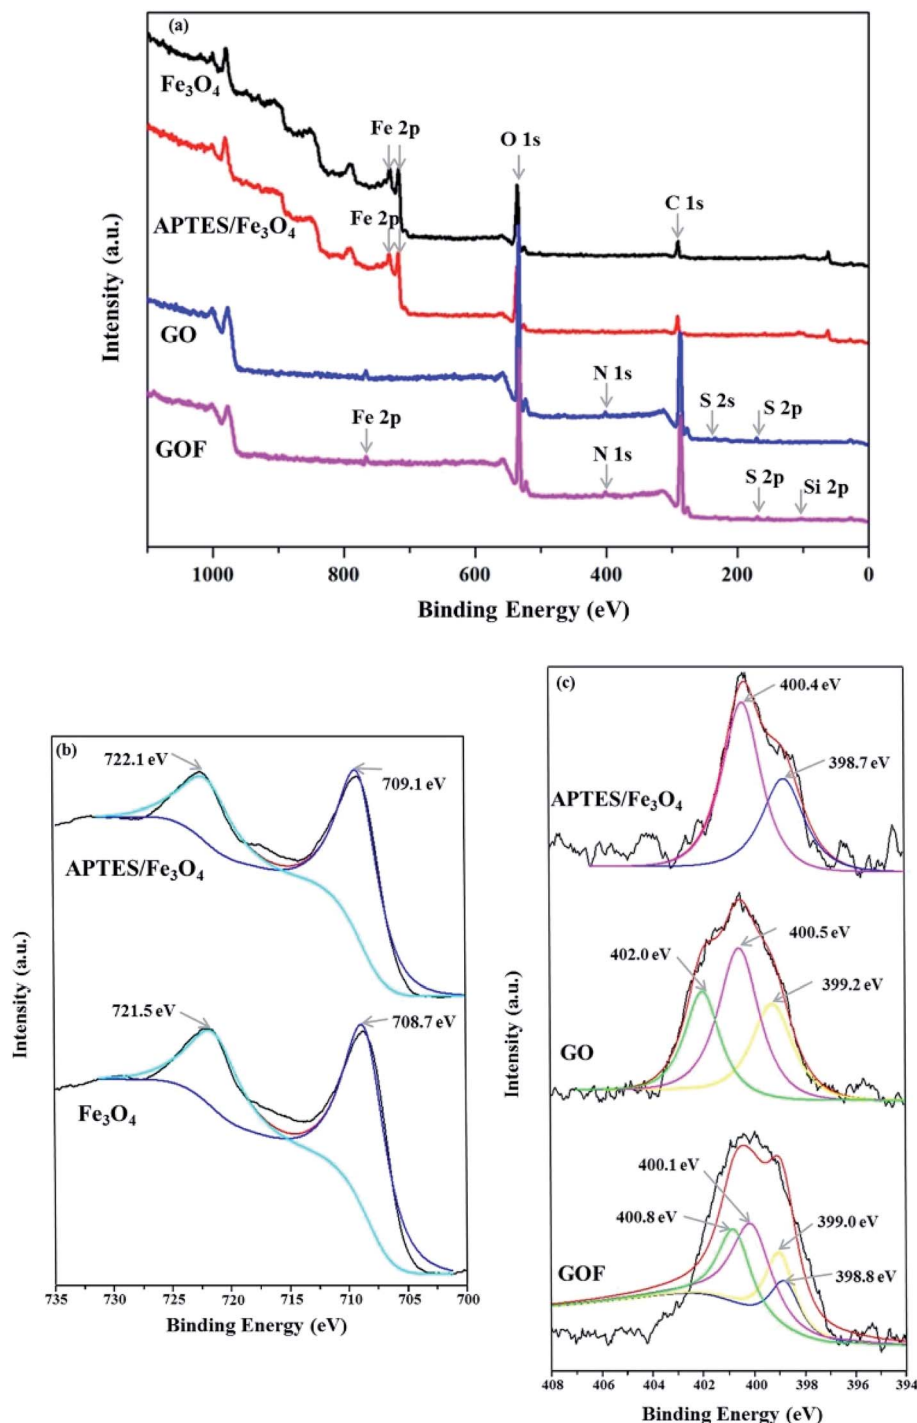 (a)
Fe₃O₄
Fe 2p
O 1s
C 1s
APTES/Fe₃O₄
Fe 2p
GO
N 1s
S 2s
S 2p
GOF
Fe 2p
N 1s
S 2p
Si 2p
Intensity (a.u.)
1000 800 600 400 200 0
Binding Energy (eV)
(b)
722.1 eV
709.1 eV
APTES/Fe₃O₄
721.5 eV
708.7 eV
Fe₃O₄
Intensity (a.u.)
735 730 725 720 715 710 705 700
Binding Energy (eV)
(c)
400.4 eV
398.7 eV
APTES/Fe₃O₄
400.5 eV
402.0 eV
399.2 eV
GO
400.1 eV
400.8 eV
399.0 eV
398.8 eV
GOF
Intensity (a.u.)
408 406 404 402 400 398 396 394
Binding Energy (eV)